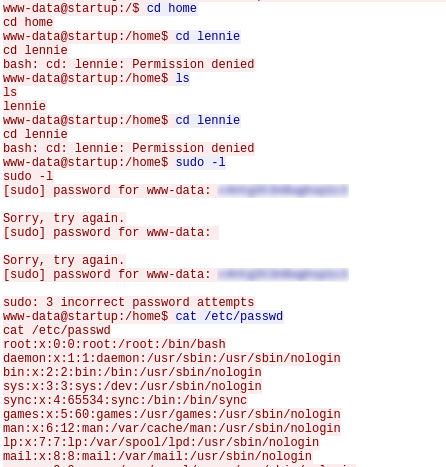 www-data@startup:/$ cd home
cd home
www-data@startup:/home$ cd lennie
cd lennie
bash: cd: lennie: Permission denied
www-data@startup:/home$ ls
ls
lennie
www-data@startup:/home$ cd lennie
cd lennie
bash: cd: lennie: Permission denied
www-data@startup:/home$ sudo -l
sudo -l
[sudo] password for www-data:
Sorry, try again.
[sudo] password for www-data:
Sorry, try again.
[sudo] password for www-data:
sudo: 3 incorrect password attempts
www-data@startup:/home$ cat /etc/passwd
cat /etc/passwd
root:x:0:0:root:/root:/bin/bash
daemon:x:1:1:daemon:/usr/sbin:/usr/sbin/nologin
bin:x:2:2:bin:/bin:/usr/sbin/nologin
sys:x:3:3:sys:/dev:/usr/sbin/nologin
sync:x:4:65534:sync:/bin:/bin/sync
games:x:5:60:games:/usr/games:/usr/sbin/nologin
man:x:6:12:man:/var/cache/man:/usr/sbin/nologin
lp:x:7:7:lp:/var/spool/lpd:/usr/sbin/nologin
mail:x:8:8:mail:/var/mail:/usr/sbin/nologin